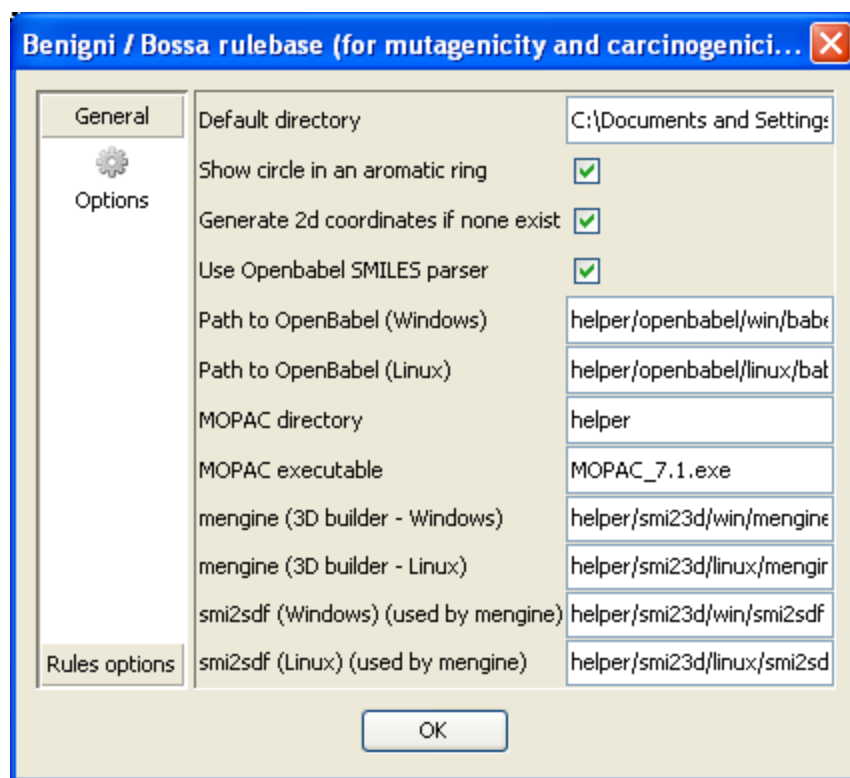 Benigni / Bossa rulebase (for mutagenicity and carcinogenici...
General
Options
Rules options
Default directory C:\Documents and Settings
Show circle in an aromatic ring
Generate 2d coordinates if none exist
Use Openbabel SMILES parser
Path to OpenBabel (Windows) helper/openbabel/win/babe
Path to OpenBabel (Linux) helper/openbabel/linux/bab
MOPAC directory helper
MOPAC executable MOPAC_7.1.exe
mengine (3D builder - Windows) helper/smi23d/win/mengine
mengine (3D builder - Linux) helper/smi23d/linux/mengin
smi2sdf (Windows) (used by mengine) helper/smi23d/win/smi2sdf
smi2sdf (Linux) (used by mengine) helper/smi23d/linux/smi2sd
OK